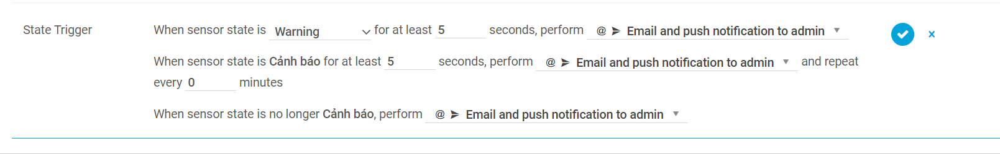 State Trigger When sensor state is Warning for at least 5 seconds, perform @ Email and push notification to admin
When sensor state is Cảnh báo for at least 5 seconds, perform @ Email and push notification to admin and repeat
every 0 minutes
When sensor state is no longer Cảnh báo, perform @ Email and push notification to admin